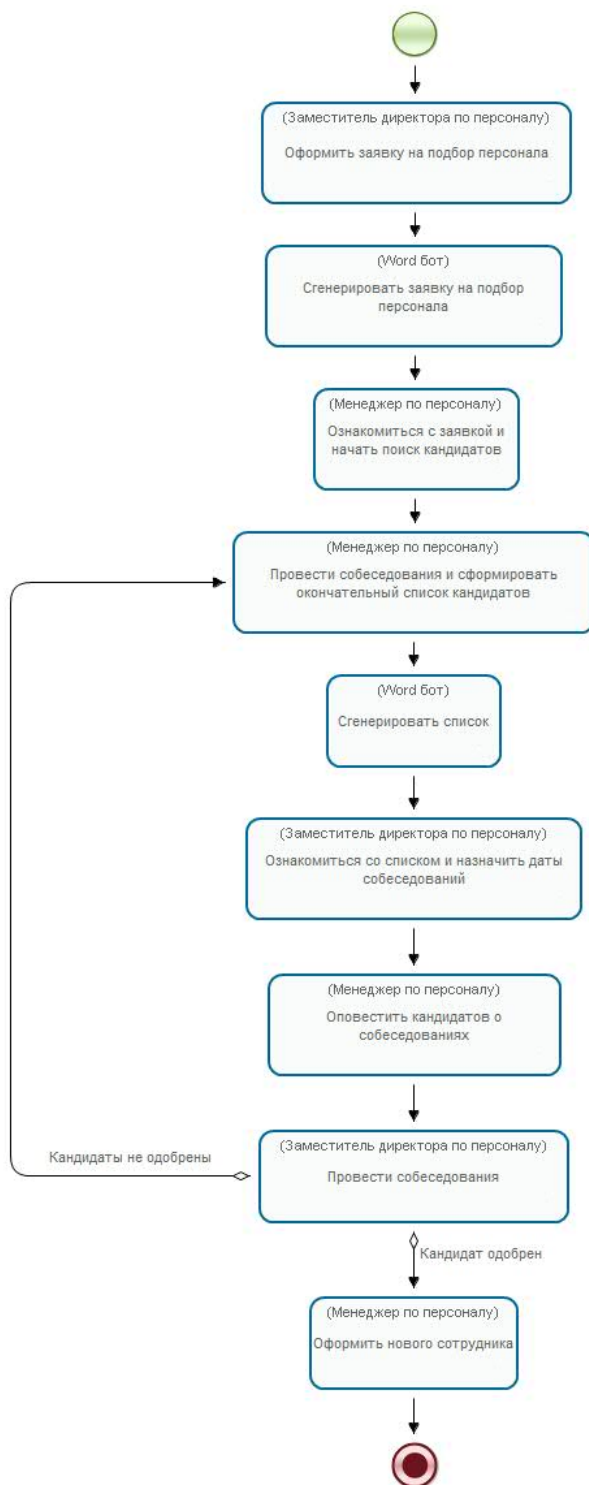 (Заместитель директора по персоналу)
Оформить заявку на подбор персонала
(Word бот)
Сгенерировать заявку на подбор
персонала
(Менеджер по персоналу)
Ознакомиться с заявкой и
начать поиск кандидатов
(Менеджер по персоналу)
Провести собеседования и сформировать
окончательный список кандидатов
(Word бот)
Сгенерировать список
(Заместитель директора по персоналу)
Ознакомиться со списком и назначить даты
собеседований
(Менеджер по персоналу)
Оповестить кандидатов о
собеседованиях
(Заместитель директора по персоналу)
Провести собеседования
Кандидаты не одобрены
Кандидат одобрен
(Менеджер по персоналу)
Оформить нового сотрудника